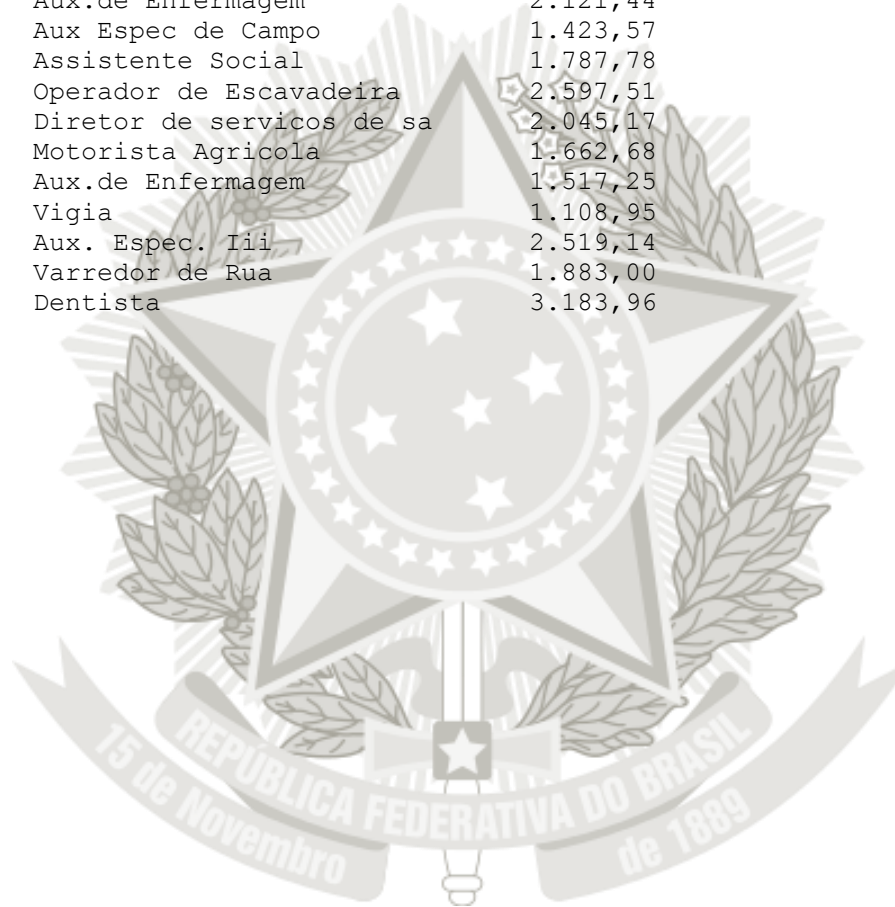 Aux.de Enfermagem 2.121,44
Aux Espec de Campo 1.423,57
Assistente Social 1.787,78
Operador de Escavadeira 2.597,51
Diretor de servicos de sa 2.045,17
Motorista Agricola 1.662,68
Aux.de Enfermagem 1.517,25
Vigia 1.108,95
Aux. Espec. Iii 2.519,14
Varredor de Rua 1.883,00
Dentista 3.183,96
REPÚBLICA FEDERATIVA DO BRASIL
15 de Novembro de 1889